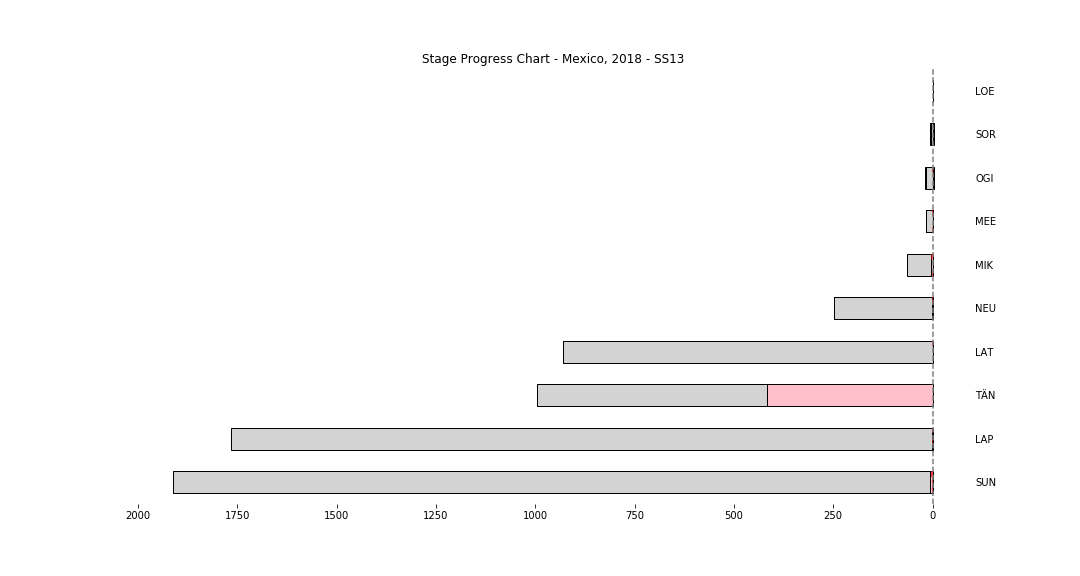 Stage Progress Chart - Mexico, 2018 - SS13
LOE
SOR
OGI
MEE
MIK
NEU
LAT
TÄN
LAP
SUN
2000 1750 1500 1250 1000 750 500 250 0